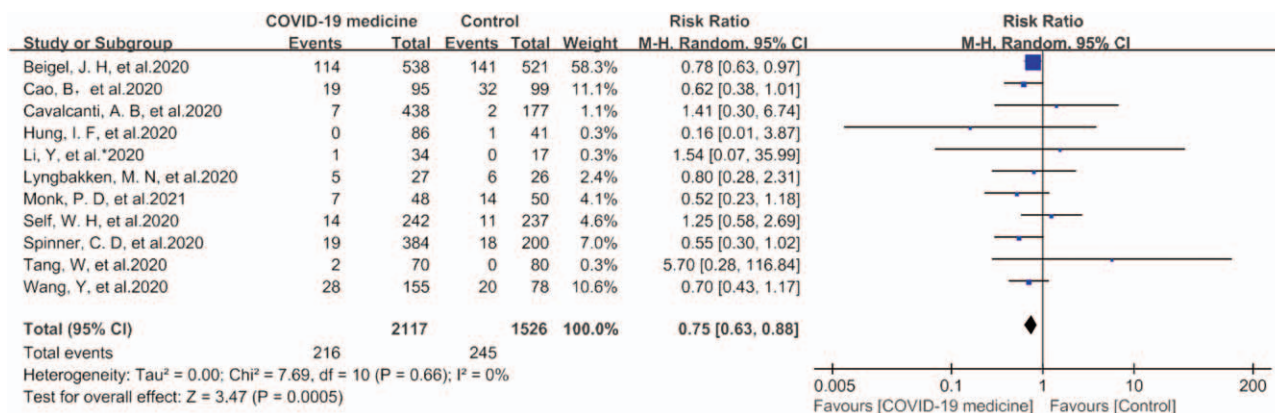 COVID-19 medicine Control Risk Ratio Risk Ratio
Study or Subgroup Events Total Events Total Weight M-H, Random, 95% CI M-H, Random, 95% CI
Beigel, J. H, et al.2020 114 538 141 521 58.3% 0.78 [0.63, 0.97]
Cao, B, et al.2020 19 95 32 99 11.1% 0.62 [0.38, 1.01]
Cavalcanti, A. B, et al.2020 7 438 2 177 1.1% 1.41 [0.30, 6.74]
Hung, I. F, et al.2020 0 86 1 41 0.3% 0.16 [0.01, 3.87]
Li, Y, et al.*2020 1 34 0 17 0.3% 1.54 [0.07, 35.99]
Lyngbakken, M. N, et al.2020 5 27 6 26 2.4% 0.80 [0.28, 2.31]
Monk, P. D, et al.2021 7 48 14 50 4.1% 0.52 [0.23, 1.18]
Self, W. H, et al.2020 14 242 11 237 4.6% 1.25 [0.58, 2.69]
Spinner, C. D, et al.2020 19 384 18 200 7.0% 0.55 [0.30, 1.02]
Tang, W, et al.2020 2 70 0 80 0.3% 5.70 [0.28, 116.84]
Wang, Y, et al.2020 28 155 20 78 10.6% 0.70 [0.43, 1.17]
Total (95% CI) 2117 1526 100.0% 0.75 [0.63, 0.88]
Total events 216 245
Heterogeneity: Tau² = 0.00; Chi² = 7.69, df = 10 (P = 0.66); I² = 0%
Test for overall effect: Z = 3.47 (P = 0.0005)
0.005 0.1 1 10 200
Favours [COVID-19 medicine] Favours [Control]